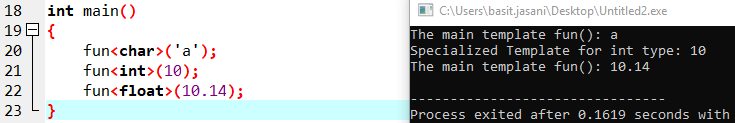 18 int main()
19 {
20 fun<char>('a');
21 fun<int>(10);
22 fun<float>(10.14);
23 }
C:\Users\basit.jasani\Desktop\Untitled2.exe
The main template fun(): a
Specialized Template for int type: 10
The main template fun(): 10.14
--------------------------------
Process exited after 0.1619 seconds with